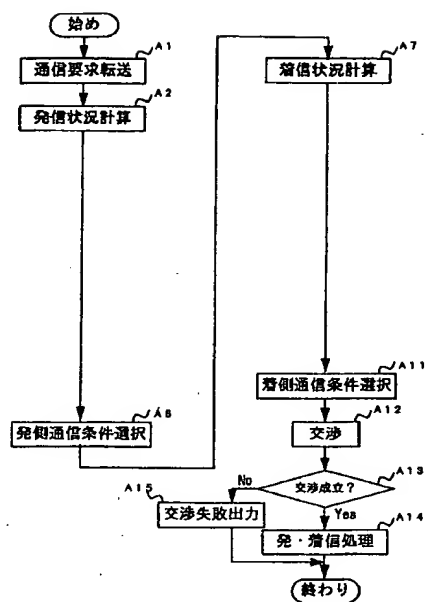 始め
A1
通信要求転送
A2
発信状況計算
A6
発側通信条件選択
A7
着信状況計算
A11
着側通信条件選択
A12
交渉
A13
交渉成立?
No
Yes
A15
交渉失敗出力
A14
発・着信処理
終わり